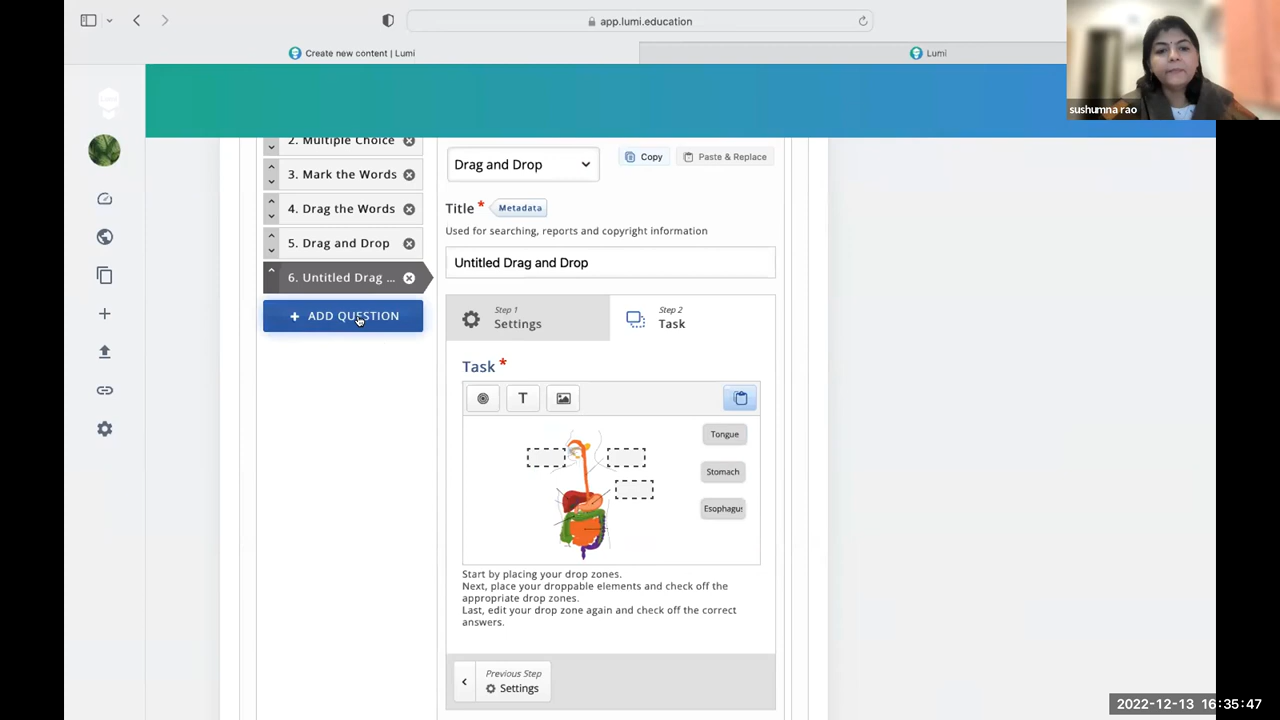 app.lumi.education
Create new content | Lumi
Lumi
sushumna rao
2. Multiple Choice
3. Mark the Words
4. Drag the Words
5. Drag and Drop
6. Untitled Drag ...
+ ADD QUESTION
Drag and Drop
Copy
Paste & Replace
Title * Metadata
Used for searching, reports and copyright information
Untitled Drag and Drop
Step 1
Settings
Step 2
Task
Task *
T
Tongue
Stomach
Esophagus
Start by placing your drop zones.
Next, place your droppable elements and check off the
appropriate drop zones.
Last, edit your drop zone again and check off the correct
answers.
Previous Step
Settings
2022-12-13 16:35:47